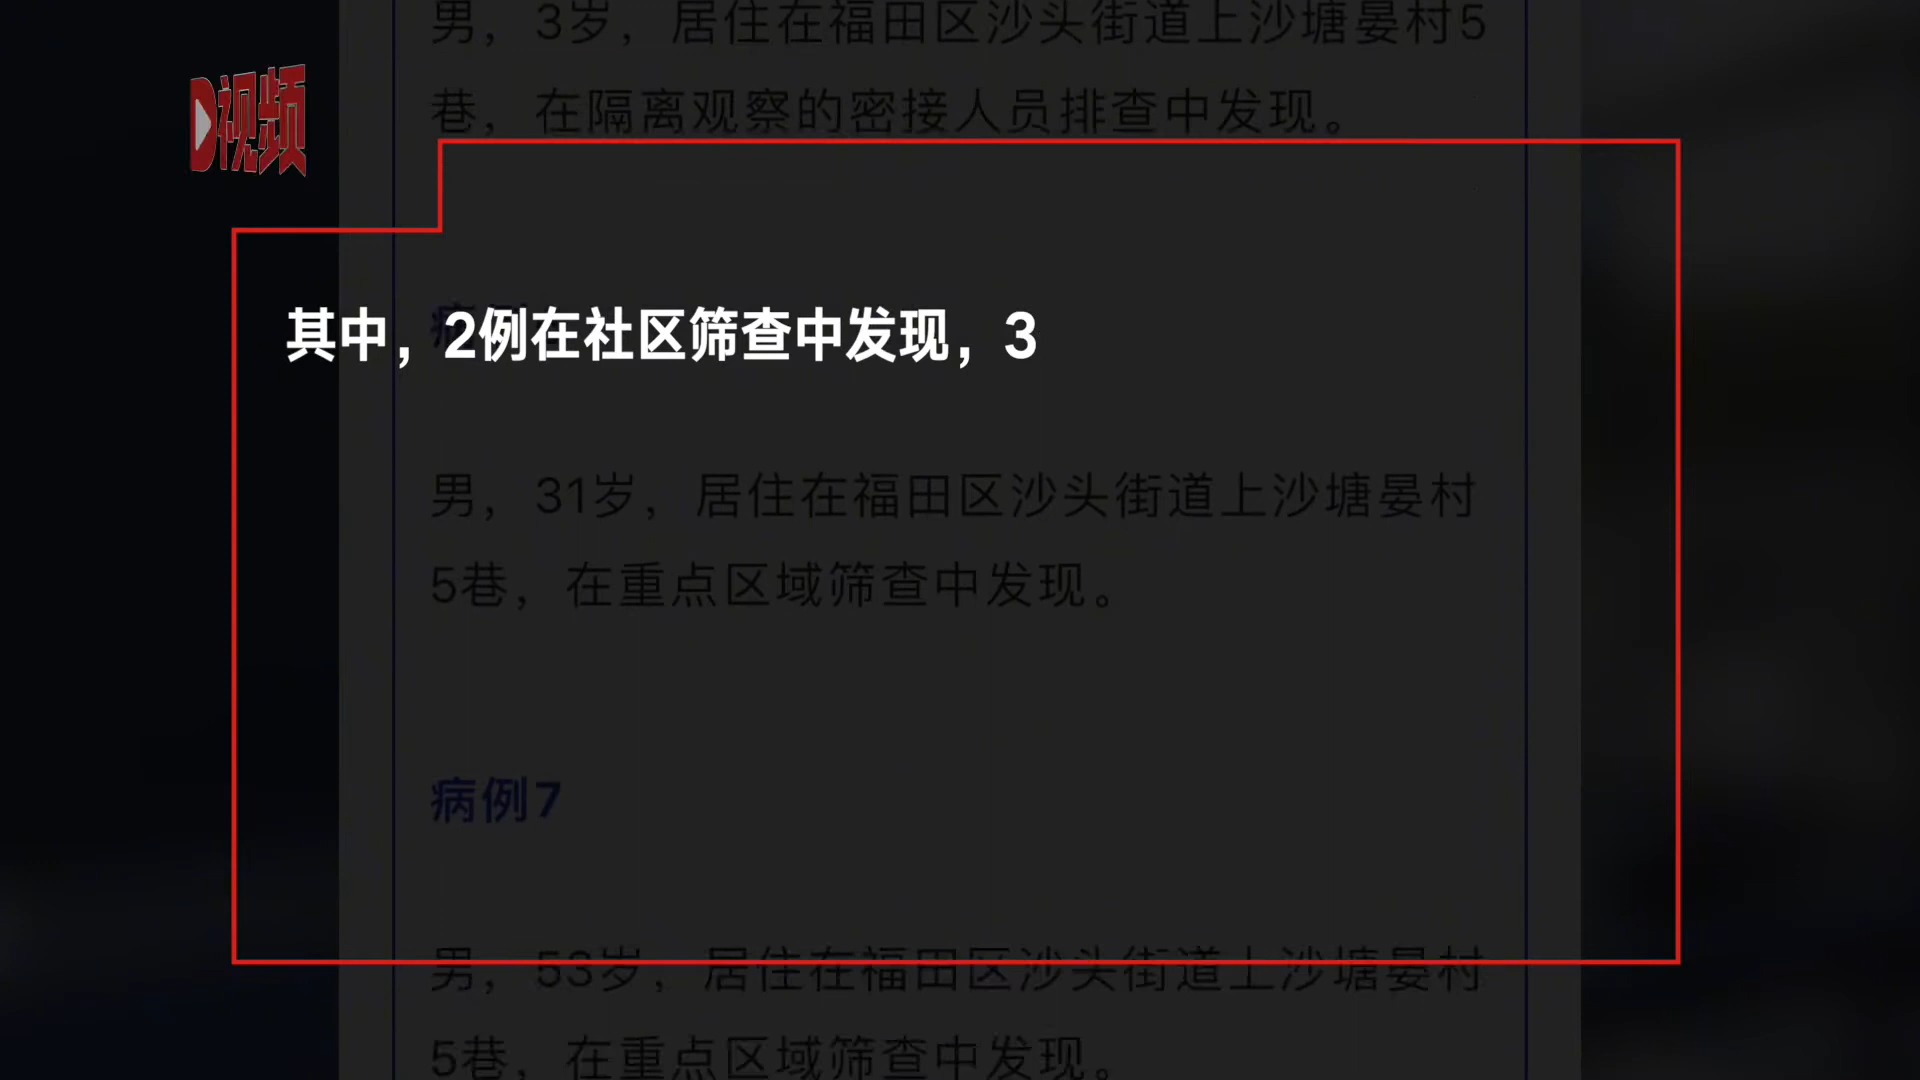 男，3岁，居住在福田区沙头街道上沙塘晏村5
巷，在隔离观察的密接人员排查中发现。
D视频
其中，2例在社区筛查中发现，3
男，31岁，居住在福田区沙头街道上沙塘晏村
5巷，在重点区域筛查中发现。
病例7
男，53岁，居住在福田区沙头街道上沙塘晏村
5巷，在重点区域筛查中发现。